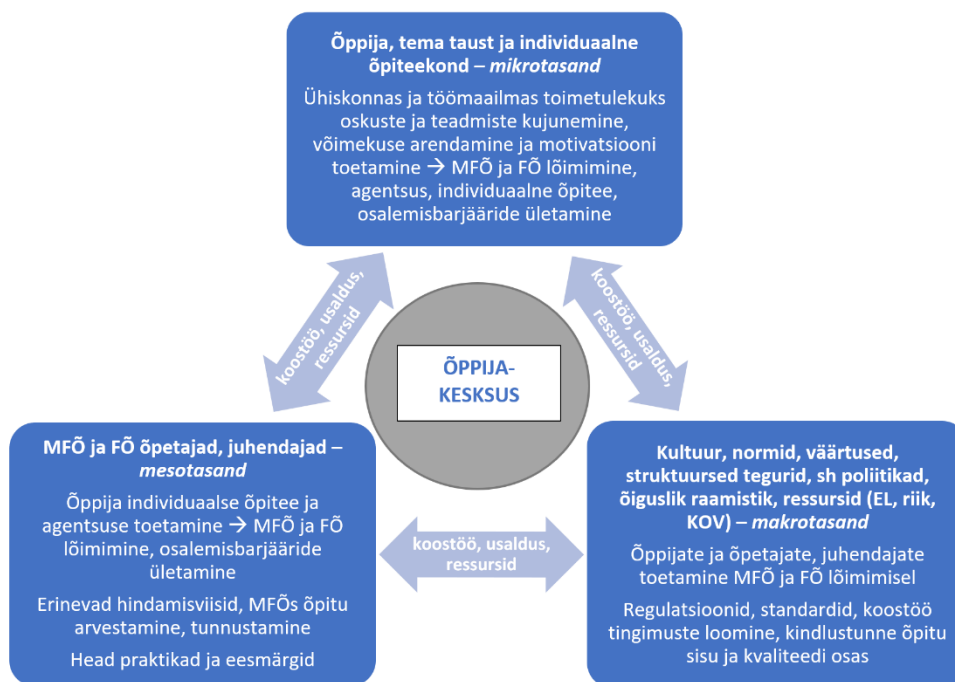 Õppija, tema taust ja individuaalne
õpiteekond – mikrotasand
Ühiskonnas ja töömaailmas toimetulekuks
oskuste ja teadmiste kujunemine,
võimekuse arendamine ja motivatsiooni
toetamine → MFÕ ja FÕ lõimimine,
agentsus, individuaalne õpitee,
osalemisbarjääride ületamine
koostöö, usaldus,
ressursid
koostöö, usaldus,
ressursid
ÕPPIJA-
KESKSUS
MFÕ ja FÕ õpetajad, juhendajad –
mesotasand
Õppija individuaalse õpitee ja
agentsuse toetamine → MFÕ ja FÕ
lõimimine, osalemisbarjääride
ületamine
Erinevad hindamisviisid, MFÕs õpitu
arvestamine, tunnustamine
Head praktikad ja eesmärgid
koostöö, usaldus,
ressursid
Kultuur, normid, väärtused,
struktuursed tegurid, sh poliitikad,
õiguslik raamistik, ressursid (EL, riik,
KOV) – makrotasand
Õppijate ja õpetajate, juhendajate
toetamine MFÕ ja FÕ lõimimisel
Regulatsioonid, standardid, koostöö
tingimuste loomine, kindlustunne õpitu
sisu ja kvaliteedi osas